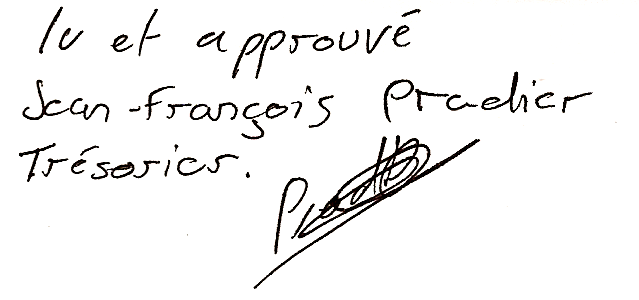 lu et approuvé
Jean-François Pradier
Trésorier.